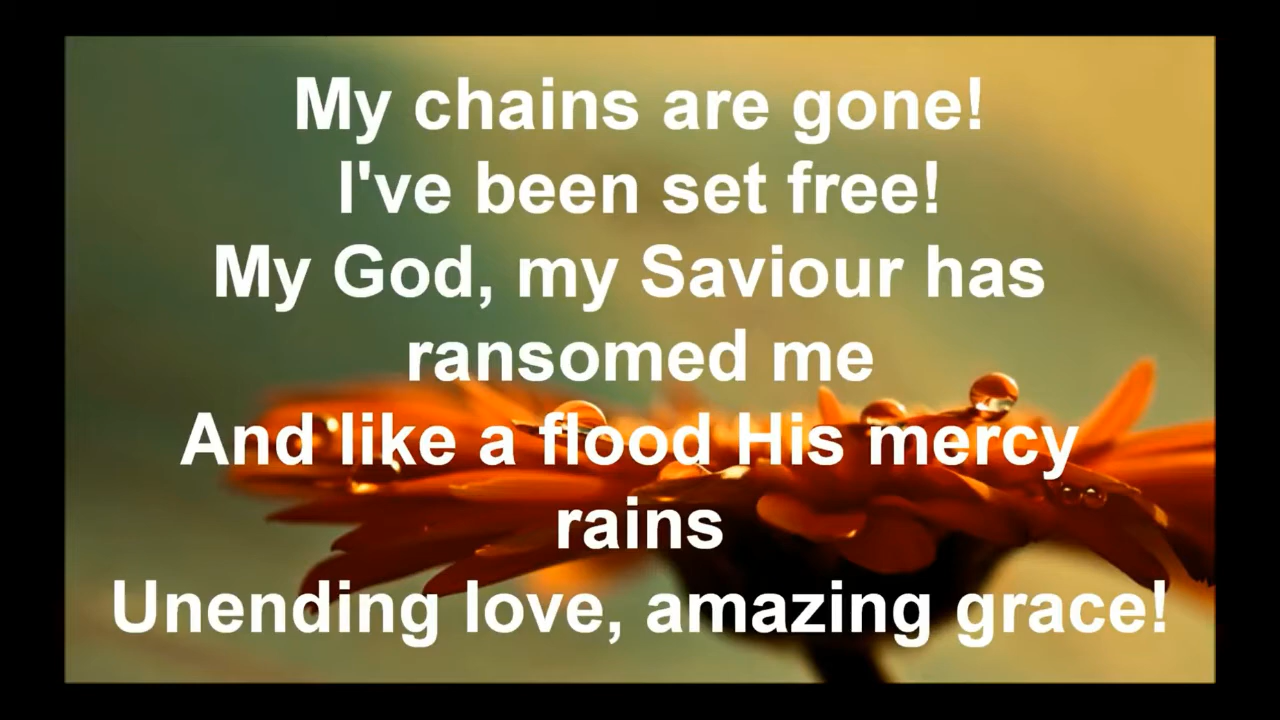 My chains are gone!
I've been set free!
My God, my Saviour has
ransomed me
And like a flood His mercy
rains
Unending love, amazing grace!